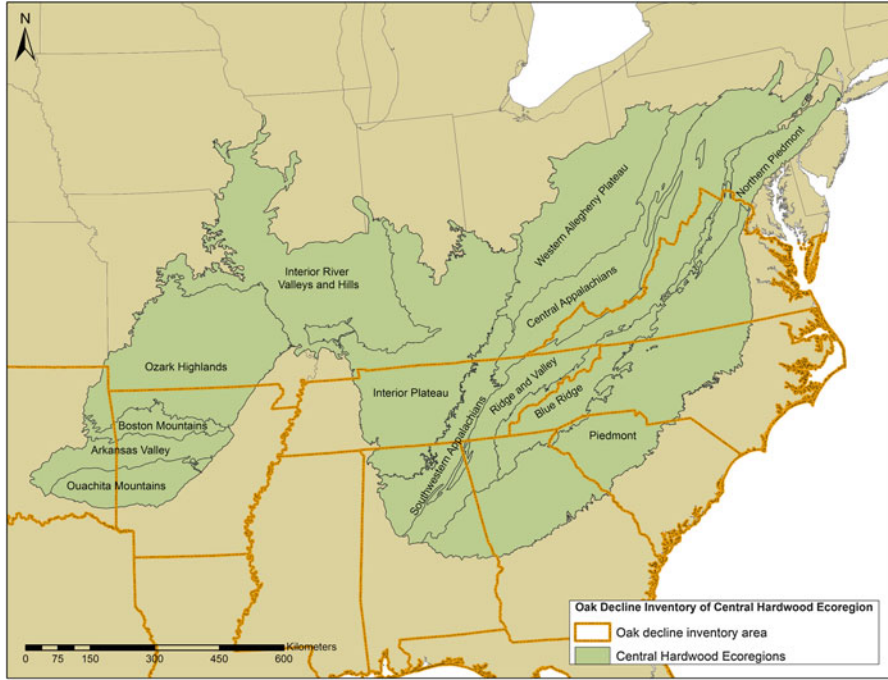 N
Western Allegheny Plateau
Northern Piedmont
Interior River
Valleys and Hills
Central Appalachians
Ozark Highlands
Interior Plateau
Ridge and Valley
Blue Ridge
Boston Mountains
Southwestern Appalachians
Piedmont
Arkansas Valley
Ouachita Mountains
Oak Decline Inventory of Central Hardwood Ecoregion
Oak decline inventory area
Central Hardwood Ecoregions
Kilometers
0 75 150 300 450 600